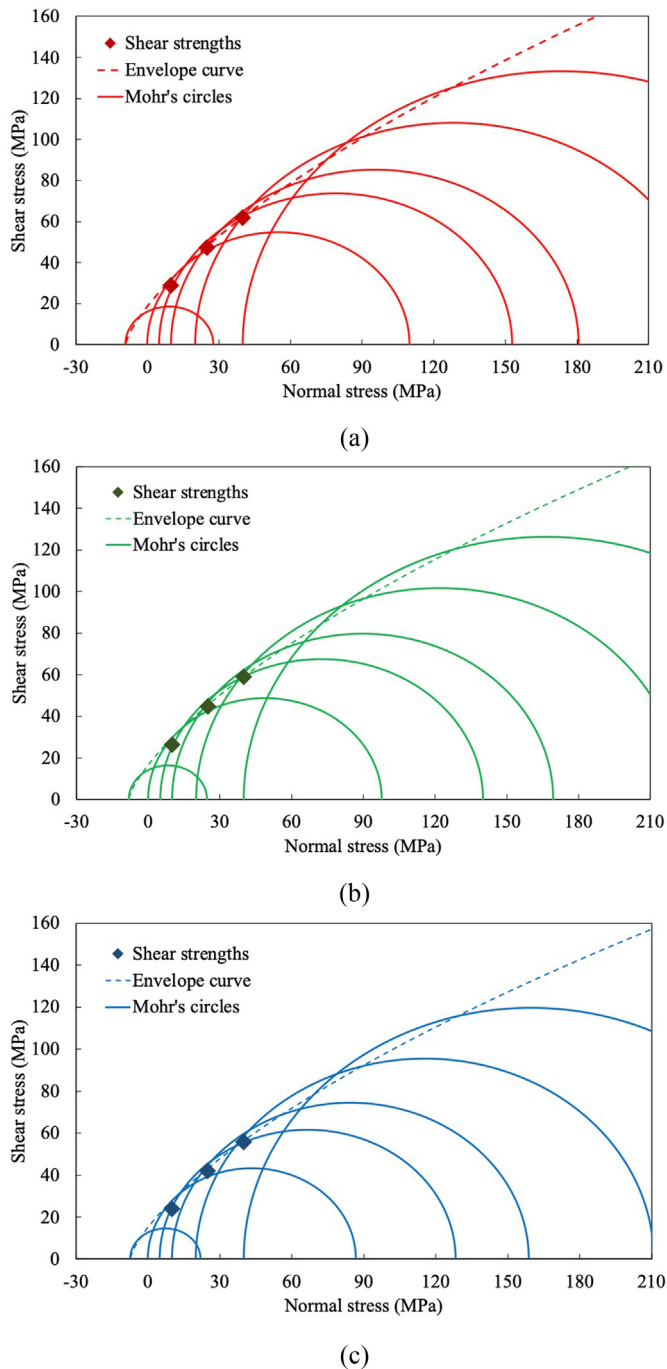 160
140
120
100
80
60
40
20
0
Shear stress (MPa)
Shear strengths
Envelope curve
Mohr's circles
-30 0 30 60 90 120 150 180 210
Normal stress (MPa)
(a)
160
140
120
100
80
60
40
20
0
Shear stress (MPa)
Shear strengths
Envelope curve
Mohr's circles
-30 0 30 60 90 120 150 180 210
Normal stress (MPa)
(b)
160
140
120
100
80
60
40
20
0
Shear stress (MPa)
Shear strengths
Envelope curve
Mohr's circles
-30 0 30 60 90 120 150 180 210
Normal stress (MPa)
(c)